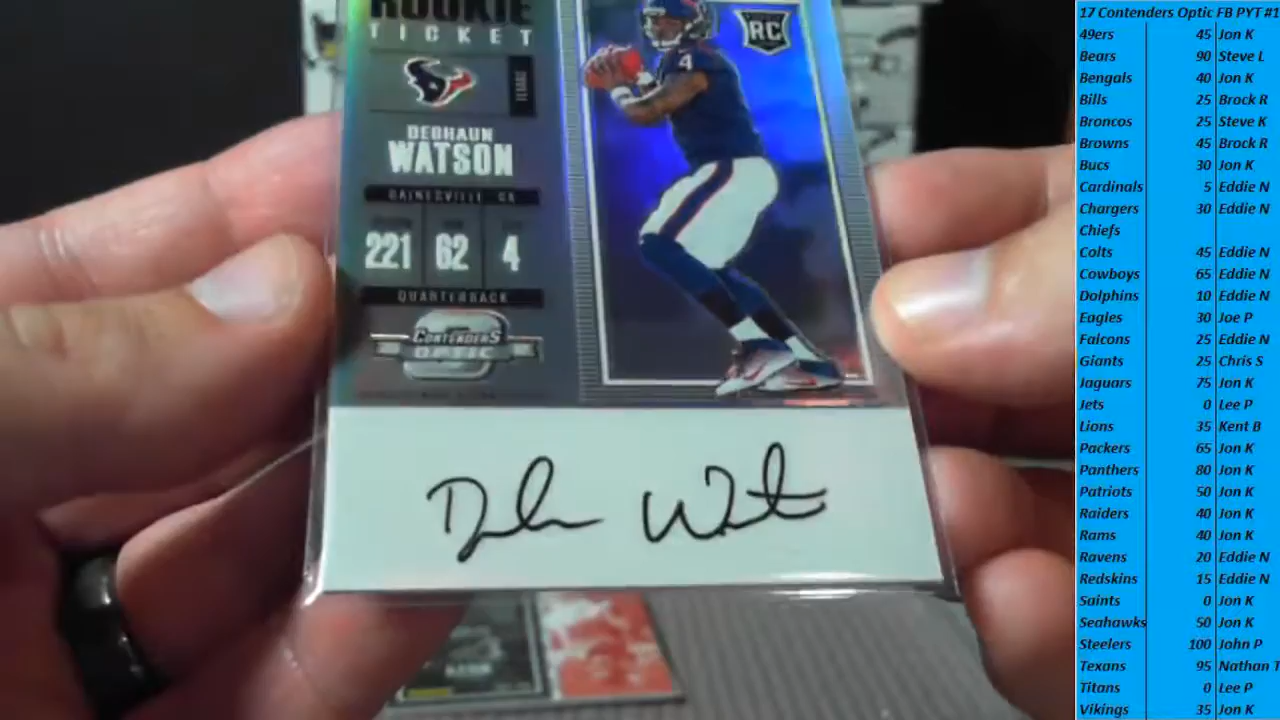 ROOKIE
TICKET
RC
4
TEXANS
DESHAUN
WATSON
GAINESVILLE GA
221 62 4
QUARTERBACK
CONTENDERS
OPTIC
17 Contenders Optic FB PYT #1
49ers 45 Jon K
Bears 90 Steve L
Bengals 40 Jon K
Bills 25 Brock R
Broncos 25 Steve K
Browns 45 Brock R
Bucs 30 Jon K
Cardinals 5 Eddie N
Chargers 30 Eddie N
Chiefs
Colts 45 Eddie N
Cowboys 65 Eddie N
Dolphins 10 Eddie N
Eagles 30 Joe P
Falcons 25 Eddie N
Giants 25 Chris S
Jaguars 75 Jon K
Jets 0 Lee P
Lions 35 Kent B
Packers 65 Jon K
Panthers 80 Jon K
Patriots 50 Jon K
Raiders 40 Jon K
Rams 40 Jon K
Ravens 20 Eddie N
Redskins 15 Eddie N
Saints 0 Jon K
Seahawks 50 Jon K
Steelers 100 John P
Texans 95 Nathan T
Titans 0 Lee P
Vikings 35 Jon K